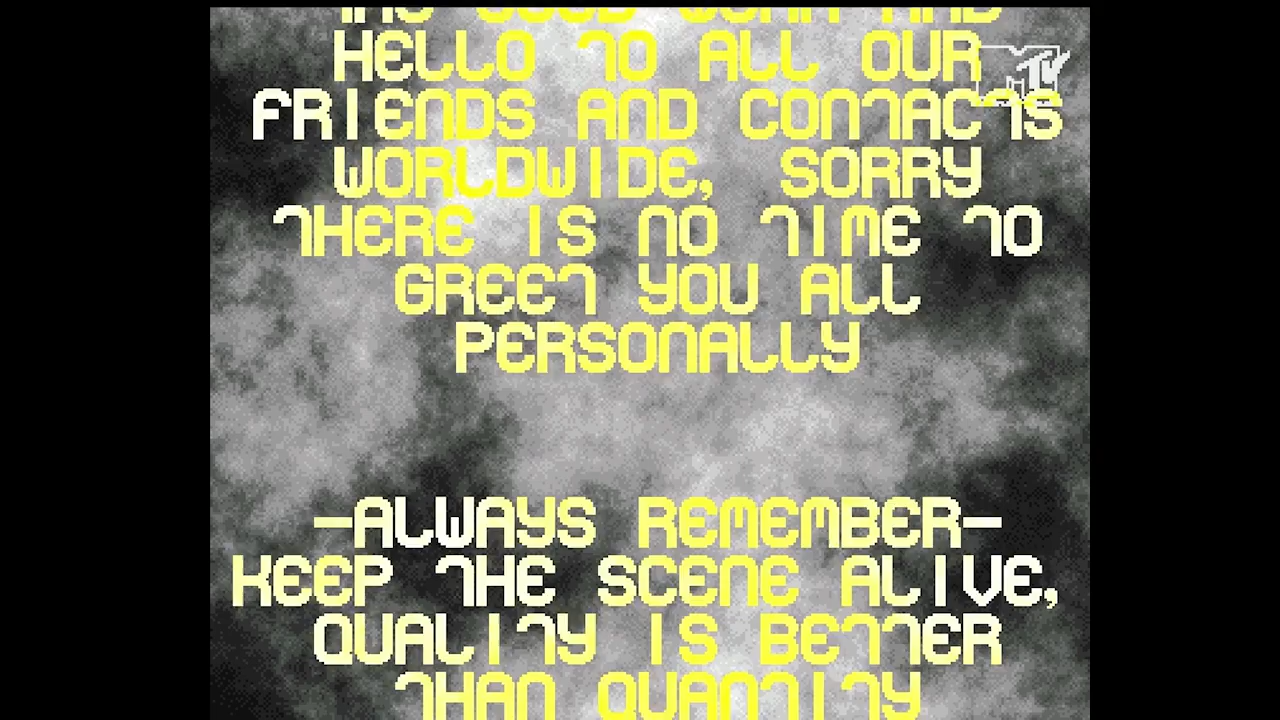 HELLO TO ALL OUR
MTV
FRIENDS AND CONTACTS
WORLDWIDE, SORRY
THERE IS NO TIME TO
GREET YOU ALL
PERSONALLY
-ALWAYS REMEMBER-
KEEP THE SCENE ALIVE,
QUALITY IS BETTER
THAN QUANTITY